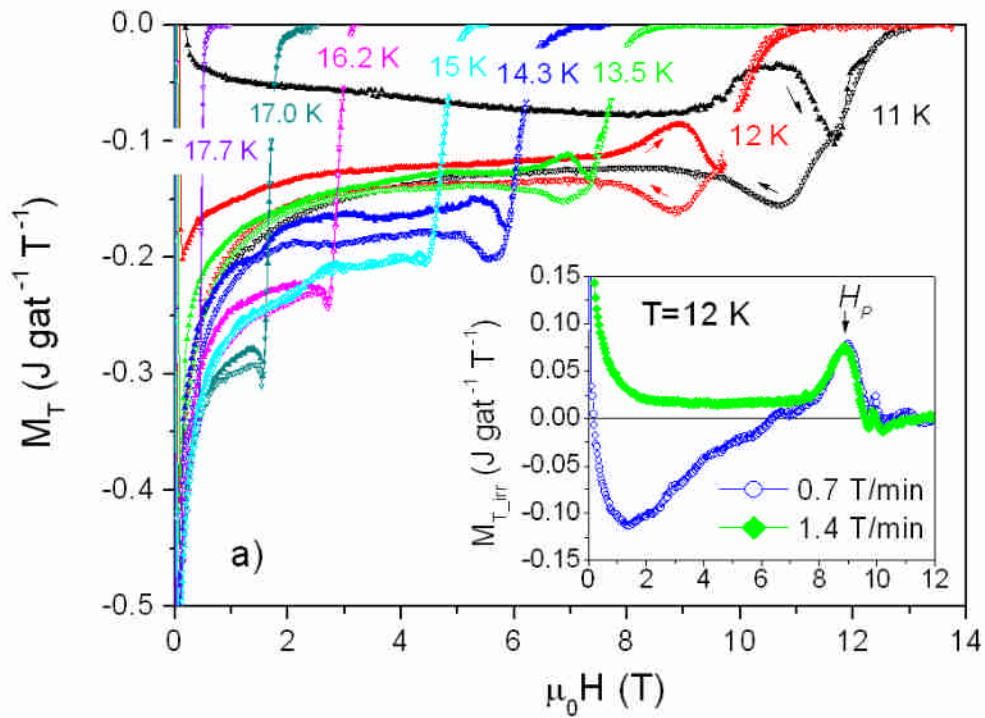 0.0
-0.1
-0.2
-0.3
-0.4
-0.5
M_T (J gat⁻¹ T⁻¹)
16.2 K
15 K
14.3 K
13.5 K
17.0 K
17.7 K
12 K
11 K
a)
0.15
0.10
0.05
0.00
-0.05
-0.10
-0.15
M_T_irr (J gat⁻¹ T⁻¹)
T=12 K
H_P
0.7 T/min
1.4 T/min
0 2 4 6 8 10 12
0 2 4 6 8 10 12 14
μ₀H (T)